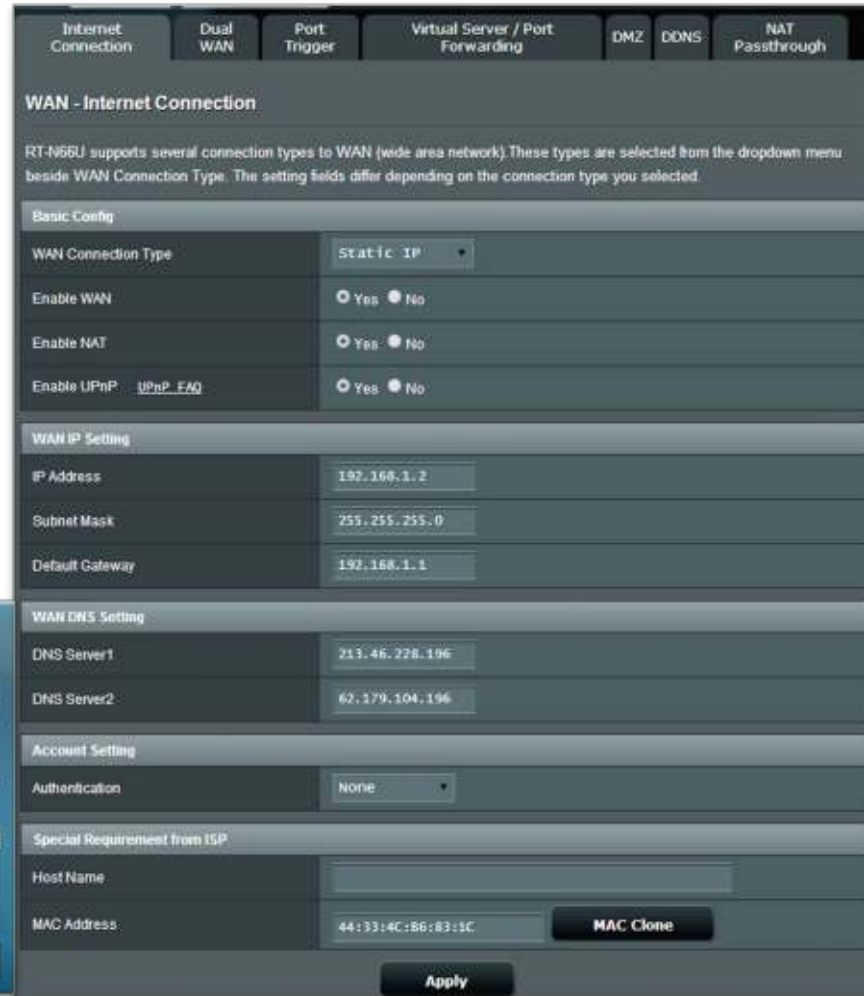 Internet Connection
Dual WAN
Port Trigger
Virtual Server / Port Forwarding
DMZ
DDNS
NAT Passthrough
WAN - Internet Connection
RT-N66U supports several connection types to WAN (wide area network).These types are selected from the dropdown menu
beside WAN Connection Type. The setting fields differ depending on the connection type you selected.
Basic Config
WAN Connection Type Static IP
Enable WAN Yes No
Enable NAT Yes No
Enable UPnP UPnP FAQ Yes No
WAN IP Setting
IP Address 192.168.1.2
Subnet Mask 255.255.255.0
Default Gateway 192.168.1.1
WAN DNS Setting
DNS Server1 213.46.228.196
DNS Server2 62.179.104.196
Account Setting
Authentication None
Special Requirement from ISP
Host Name
MAC Address 44:33:4C:B6:83:1C MAC Clone
Apply